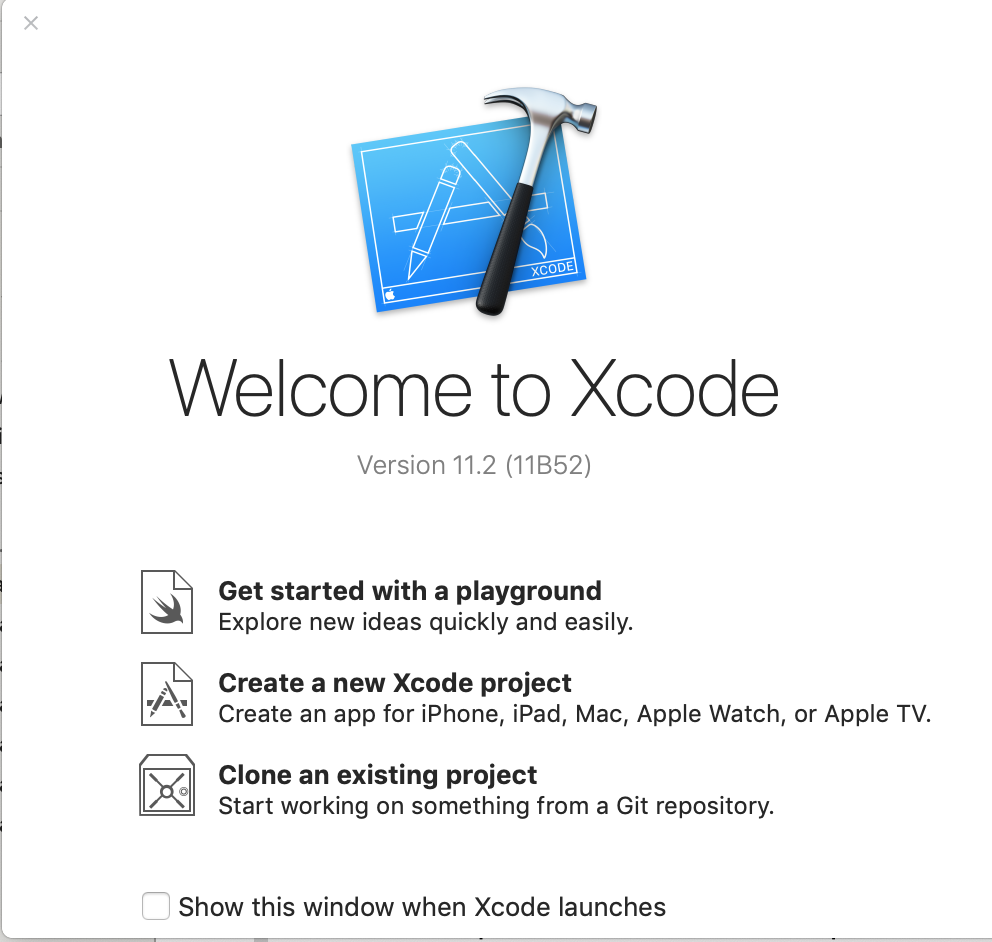 XCODE
Welcome to Xcode
Version 11.2 (11B52)
Get started with a playground
Explore new ideas quickly and easily.
Create a new Xcode project
Create an app for iPhone, iPad, Mac, Apple Watch, or Apple TV.
Clone an existing project
Start working on something from a Git repository.
Show this window when Xcode launches